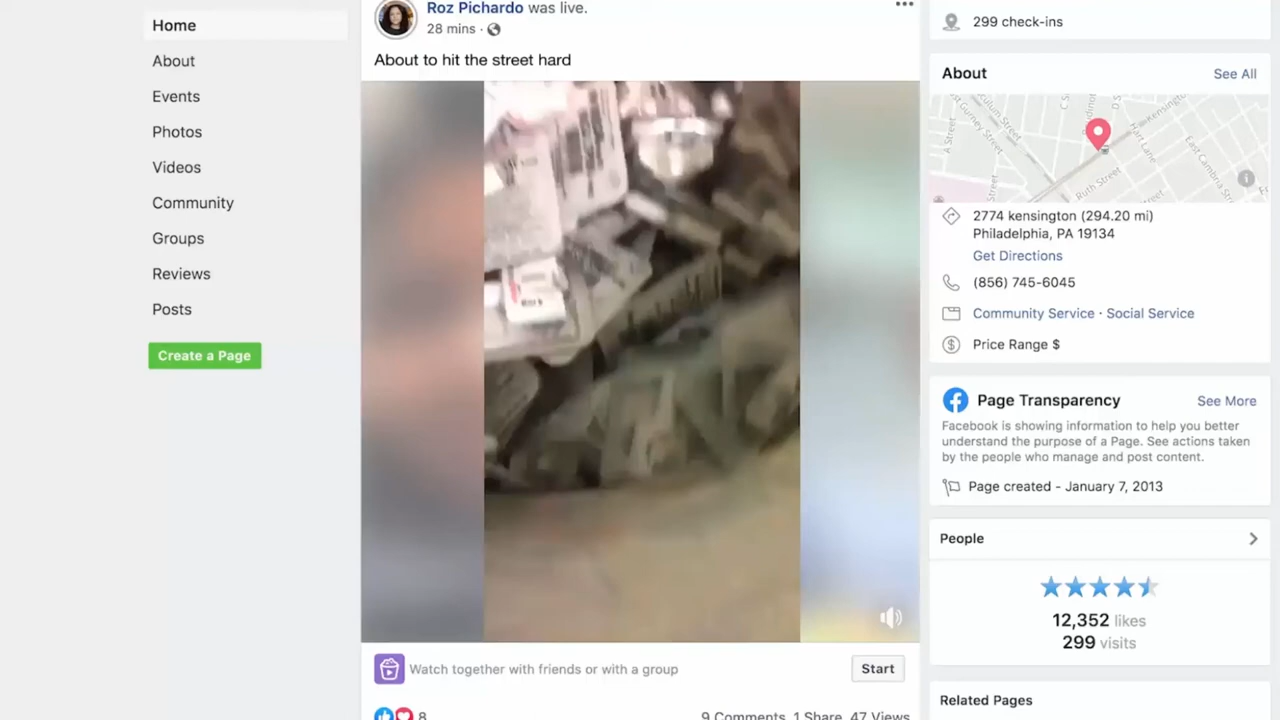 Home
About
Events
Photos
Videos
Community
Groups
Reviews
Posts
Create a Page
Roz Pichardo was live.
28 mins ·
About to hit the street hard
Watch together with friends or with a group
Start
8
9 Comments 1 Share 47 Views
299 check-ins
About
See All
A Street
Ruth Street
Hart Lane
2774 kensington (294.20 mi)
Philadelphia, PA 19134
Get Directions
(856) 745-6045
Community Service · Social Service
Price Range $
Page Transparency
See More
Facebook is showing information to help you better
understand the purpose of a Page. See actions taken
by the people who manage and post content.
Page created - January 7, 2013
People
12,352 likes
299 visits
Related Pages